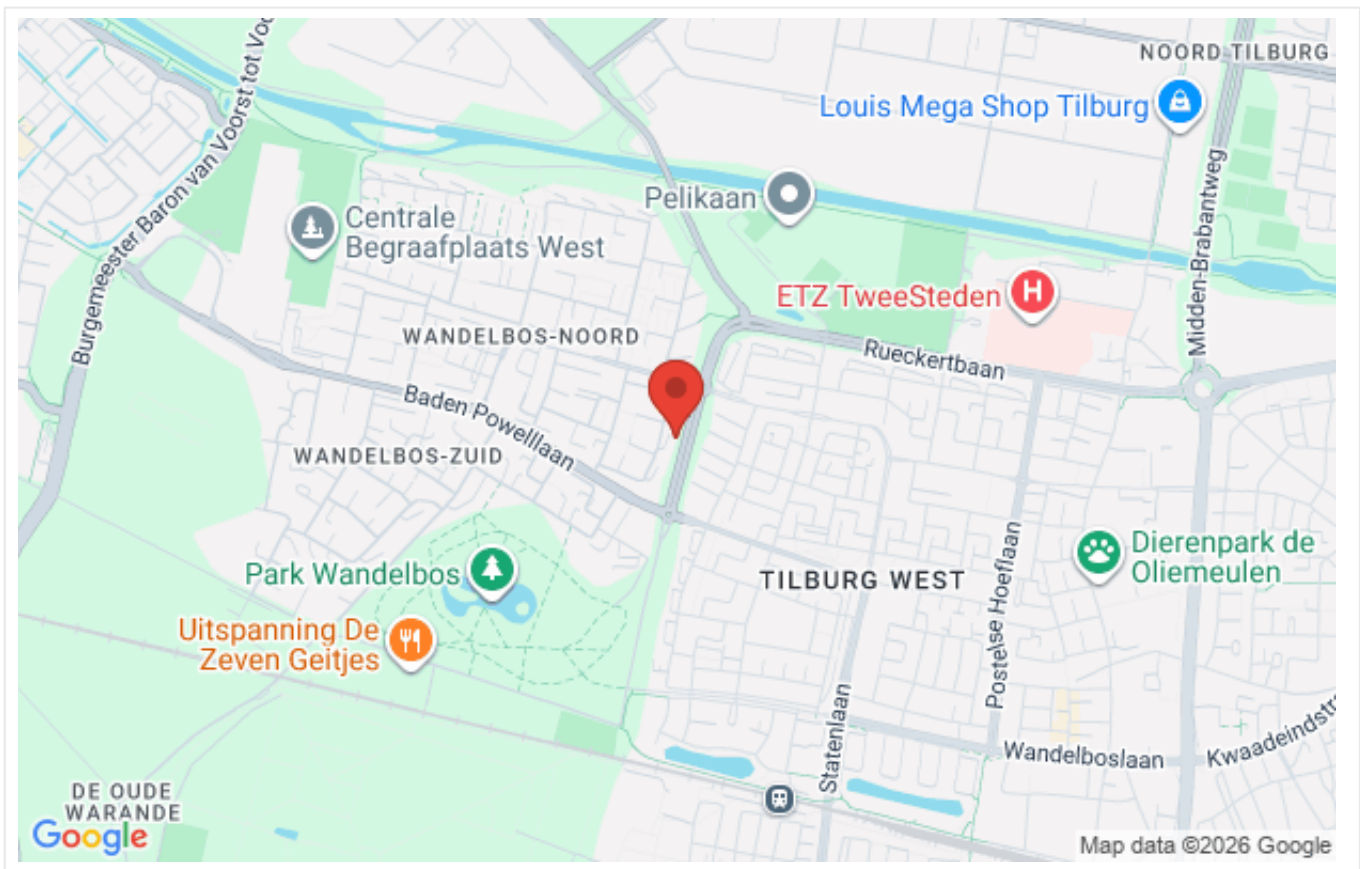 NOORD TILBURG
Louis Mega Shop Tilburg
Burgemeester Baron van Voorst tot Voo
Midden-Brabantweg
Pelikaan
Centrale
Begraafplaats West
ETZ TweeSteden
H
WANDELBOS-NOORD
Rueckertbaan
Baden Powelllaan
WANDELBOS-ZUID
Postelse Hoeflaan
Dierenpark de
Oliemeulen
Park Wandelbos
TILBURG WEST
Uitspanning De
Zeven Geitjes
Statenlaan
Wandelboslaan
Kwaadeindstr
DE OUDE
WARANDE
Google
Map data ©2026 Google